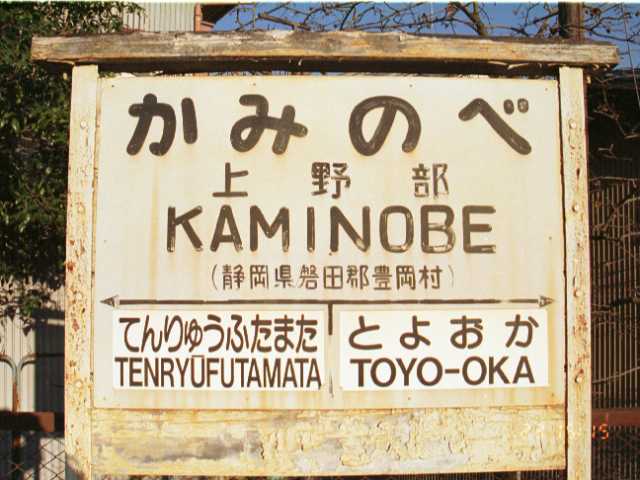 かみのべ
上野部
KAMINOBE
(静岡県磐田郡豊岡村)
てんりゅうふたまた
TENRYŪFUTAMATA
とよおか
TOYO-OKA